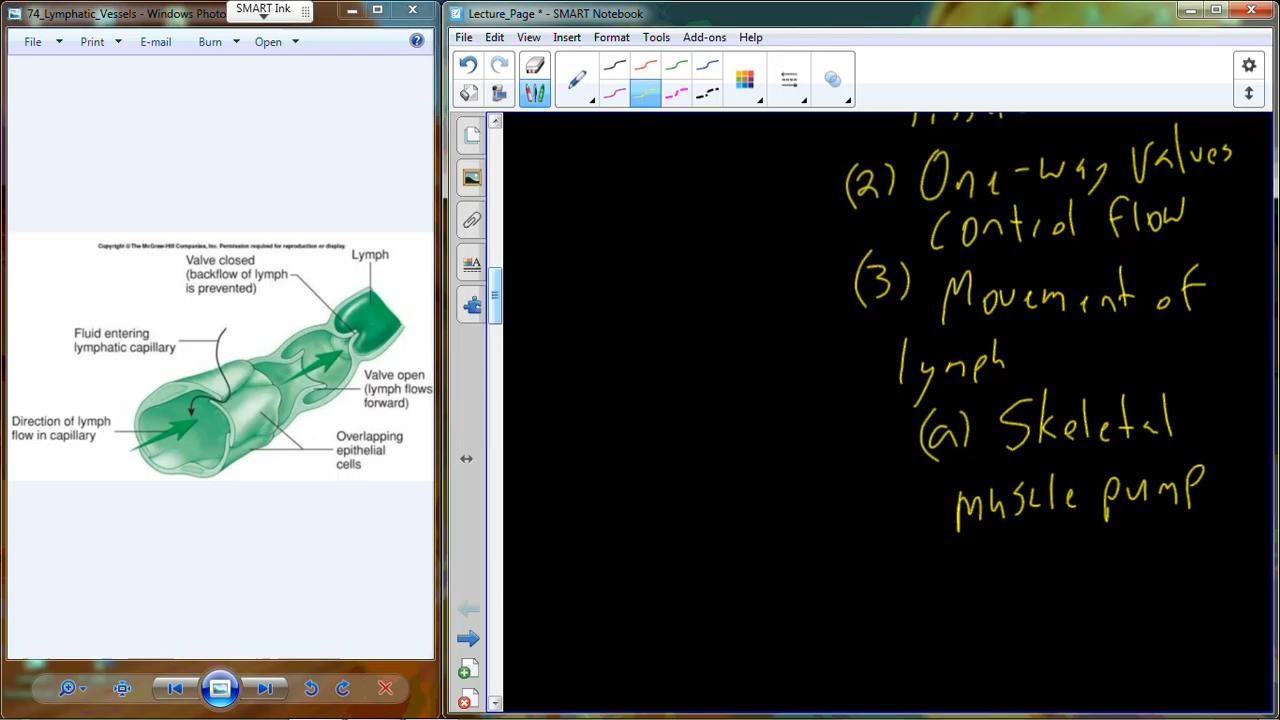 74_Lymphatic_Vessels - Windows Photo
SMART Ink
File Print E-mail Burn Open
Copyright © The McGraw-Hill Companies, Inc. Permission required for reproduction or display.
Valve closed
(backflow of lymph
is prevented)
Lymph
Fluid entering
lymphatic capillary
Valve open
(lymph flows
forward)
Direction of lymph
flow in capillary
Overlapping
epithelial
cells
Lecture_Page * - SMART Notebook
File Edit View Insert Format Tools Add-ons Help
(2) One-way Valves
control flow
(3) Movement of
lymph
(a) Skeletal
muscle pump